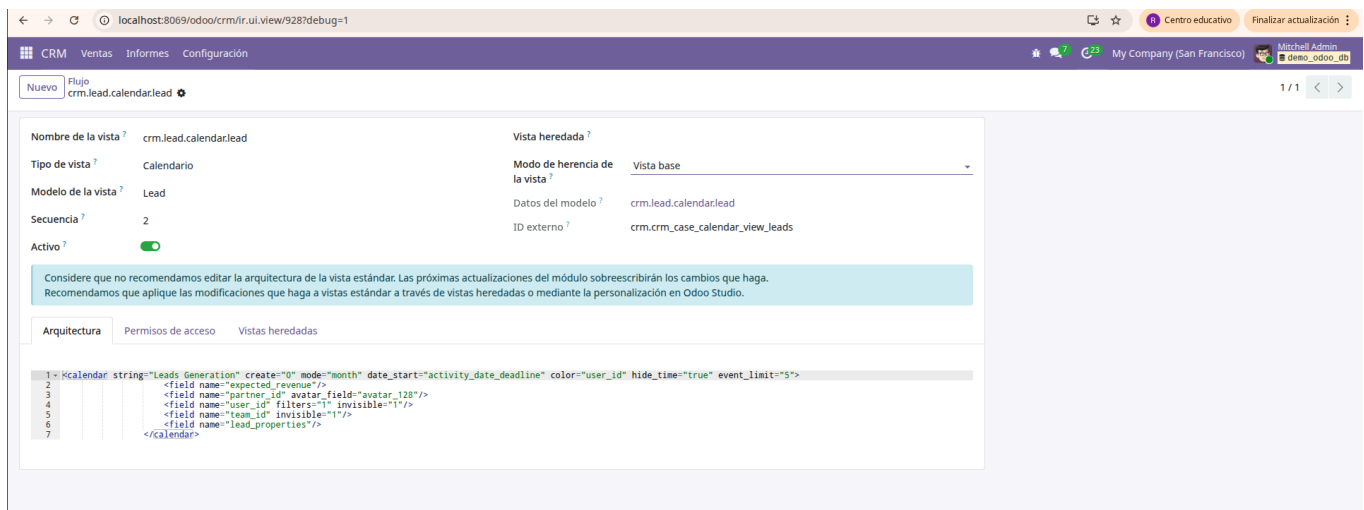 localhost:8069/odoo/crm/ir.ui.view/928?debug=1
R Centro educativo
Finalizar actualización
CRM Ventas Informes Configuración
7 23 My Company (San Francisco) Mitchell Admin
demo_odoo_db
Nuevo Flujo
crm.lead.calendar.lead
1 / 1
Nombre de la vista ? crm.lead.calendar.lead
Vista heredada ?
Tipo de vista ? Calendario
Modo de herencia de la vista ? Vista base
Modelo de la vista ? Lead
Datos del modelo ? crm.lead.calendar.lead
Secuencia ? 2
ID externo ? crm.crm_case_calendar_view_leads
Activo ?
Considere que no recomendamos editar la arquitectura de la vista estándar. Las próximas actualizaciones del módulo sobreescribirán los cambios que haga.
Recomendamos que aplique las modificaciones que haga a vistas estándar a través de vistas heredadas o mediante la personalización en Odoo Studio.
Arquitectura Permisos de acceso Vistas heredadas
1 <calendar string="Leads Generation" create="0" mode="month" date_start="activity_date_deadline" color="user_id" hide_time="true" event_limit="5">
2 <field name="expected_revenue"/>
3 <field name="partner_id" avatar_field="avatar_128"/>
4 <field name="user_id" filters="1" invisible="1"/>
5 <field name="team_id" invisible="1"/>
6 <field name="lead_properties"/>
7 </calendar>